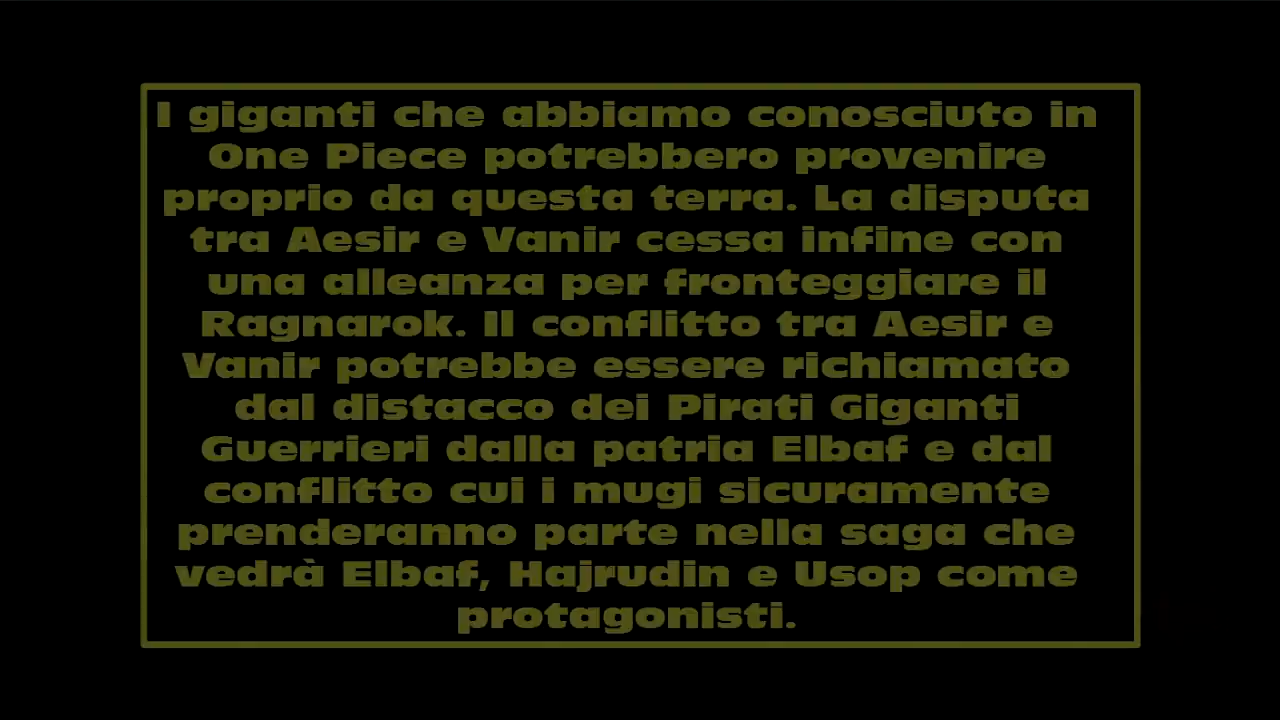 I giganti che abbiamo conosciuto in
One Piece potrebbero provenire
proprio da questa terra. La disputa
tra Aesir e Vanir cessa infine con
una alleanza per fronteggiare il
Ragnarok. Il conflitto tra Aesir e
Vanir potrebbe essere richiamato
dal distacco dei Pirati Giganti
Guerrieri dalla patria Elbaf e dal
conflitto cui i mugi sicuramente
prenderanno parte nella saga che
vedrà Elbaf, Hajrudin e Usop come
protagonisti.